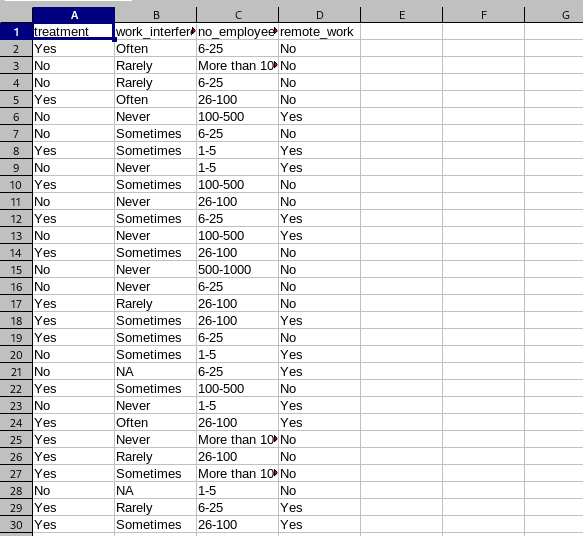 A B C D E F G
1 treatment work_interfer no_employee remote_work
2 Yes Often 6-25 No
3 No Rarely More than 10 No
4 No Rarely 6-25 No
5 Yes Often 26-100 No
6 No Never 100-500 Yes
7 No Sometimes 6-25 No
8 Yes Sometimes 1-5 Yes
9 No Never 1-5 Yes
10 Yes Sometimes 100-500 No
11 No Never 26-100 No
12 Yes Sometimes 6-25 Yes
13 No Never 100-500 Yes
14 Yes Sometimes 26-100 No
15 No Never 500-1000 No
16 No Never 6-25 No
17 Yes Rarely 26-100 No
18 Yes Sometimes 26-100 Yes
19 Yes Sometimes 6-25 No
20 No Sometimes 1-5 Yes
21 No NA 6-25 Yes
22 Yes Sometimes 100-500 No
23 No Never 1-5 Yes
24 Yes Often 26-100 Yes
25 Yes Never More than 10 No
26 Yes Rarely 26-100 No
27 Yes Sometimes More than 10 No
28 No NA 1-5 No
29 Yes Rarely 6-25 Yes
30 Yes Sometimes 26-100 Yes